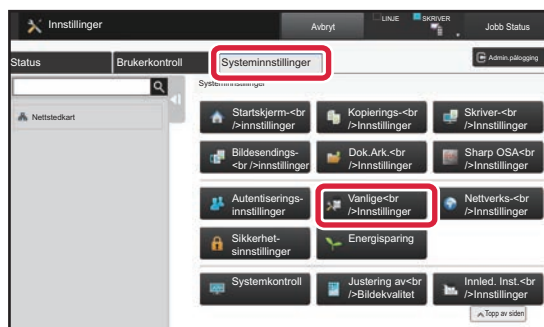 Innstillinger
Avbryt
LINJE
SKRIVER
Jobb Status
Status
Brukerkontroll
Systeminnstillinger
Admin.pålogging
Systeminnstillinger
Nettstedkart
Startskjerm-<br
/>innstillinger
Kopierings-<br
/>Innstillinger
Skriver-<br
/>Innstillinger
Bildesendings-
<br />innstillinger
Dok.Ark.<br
/>Innstillinger
Sharp OSA<br
/>Innstillinger
Autentiserings-
innstillinger
Vanlige<br
/>Innstillinger
Nettverks-<br
/>Innstillinger
Sikkerhet-
sinnstillinger
Energisparing
Systemkontroll
Justering av<br
/>Bildekvalitet
Innled. Inst.<br
/>Innstillinger
Topp av siden